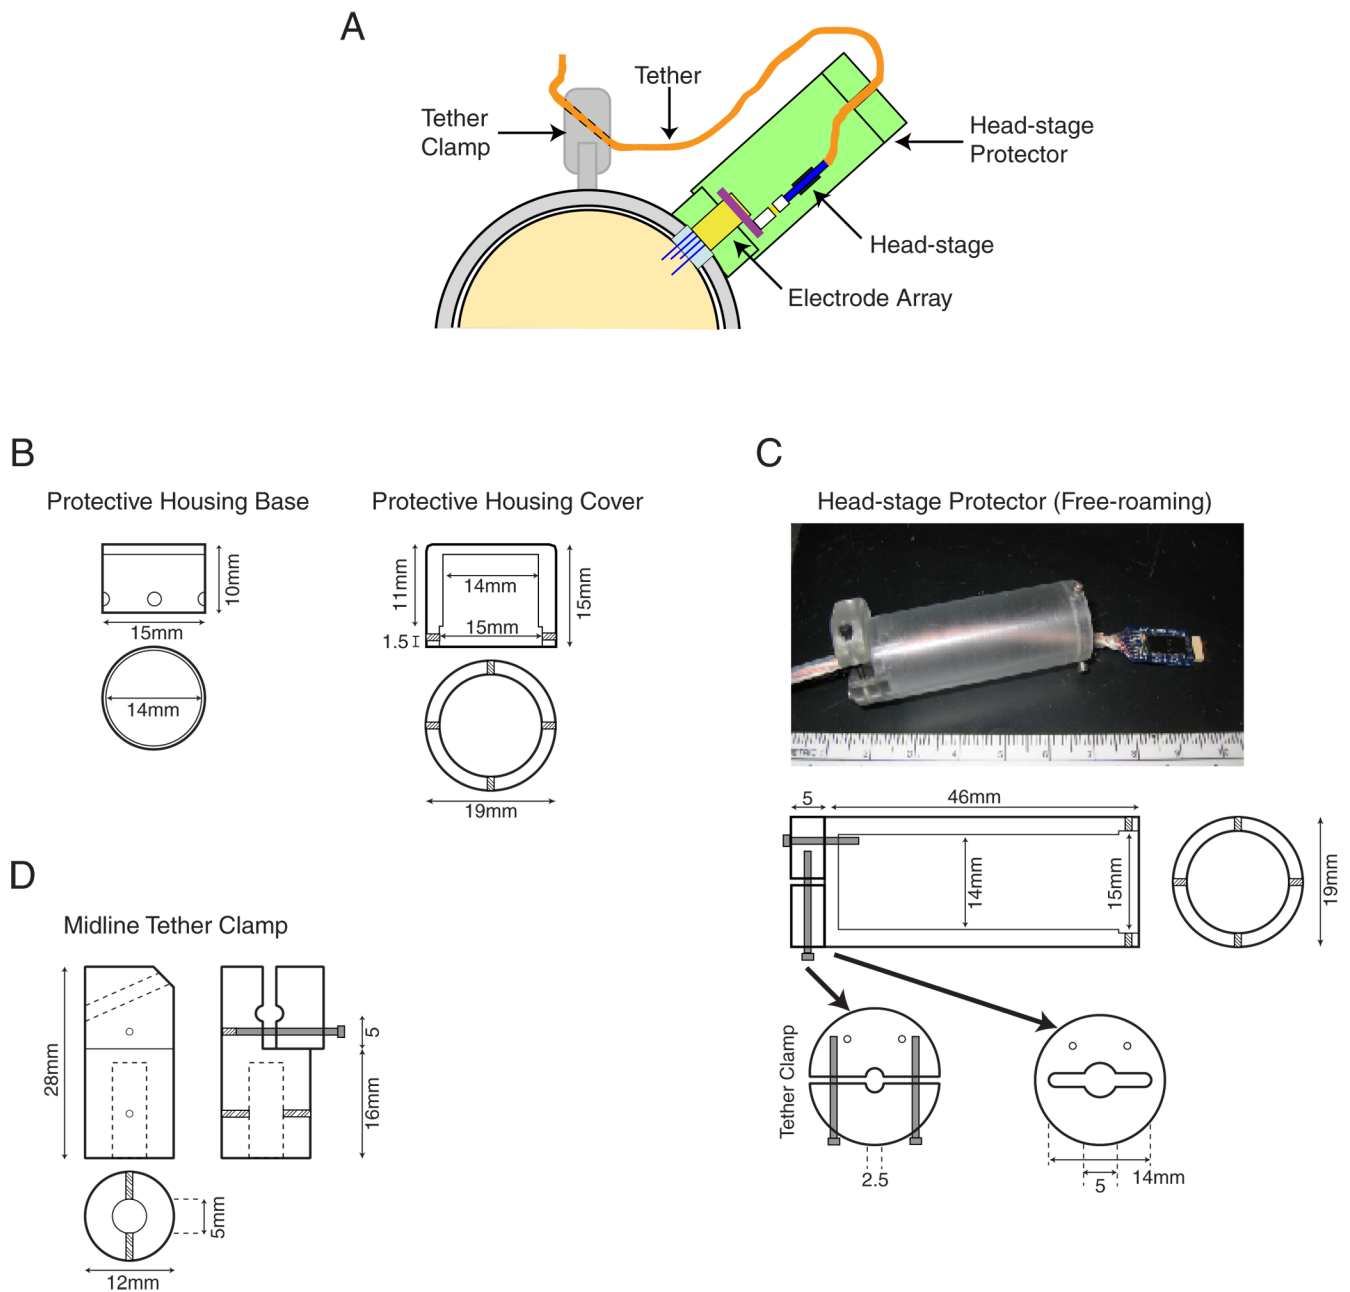 A
Tether
Tether
Clamp
Head-stage
Protector
Head-stage
Electrode Array
B
Protective Housing Base
10mm
15mm
14mm
Protective Housing Cover
11mm
14mm
15mm
15mm
1.5
19mm
C
Head-stage Protector (Free-roaming)
5
46mm
14mm
15mm
19mm
Tether Clamp
2.5
5
14mm
D
Midline Tether Clamp
28mm
5
16mm
5mm
12mm